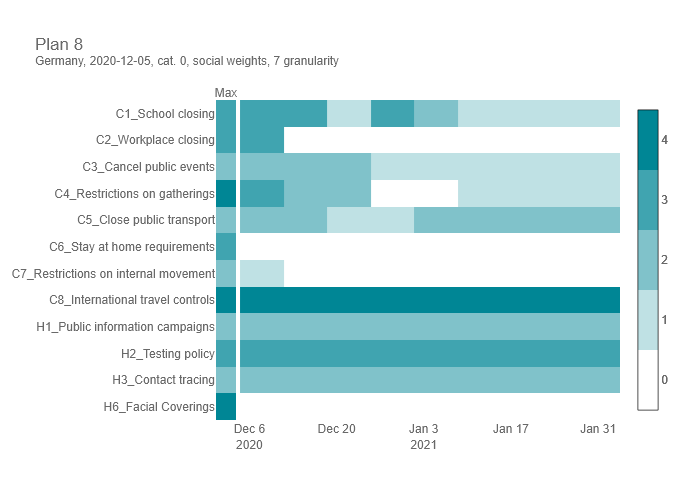 Plan 8
Germany, 2020-12-05, cat. 0, social weights, 7 granularity
Max
C1_School closing
C2_Workplace closing
C3_Cancel public events
C4_Restrictions on gatherings
C5_Close public transport
C6_Stay at home requirements
C7_Restrictions on internal movement
C8_International travel controls
H1_Public information campaigns
H2_Testing policy
H3_Contact tracing
H6_Facial Coverings
Dec 6 Dec 20 Jan 3 Jan 17 Jan 31
2020 2021
4
3
2
1
0